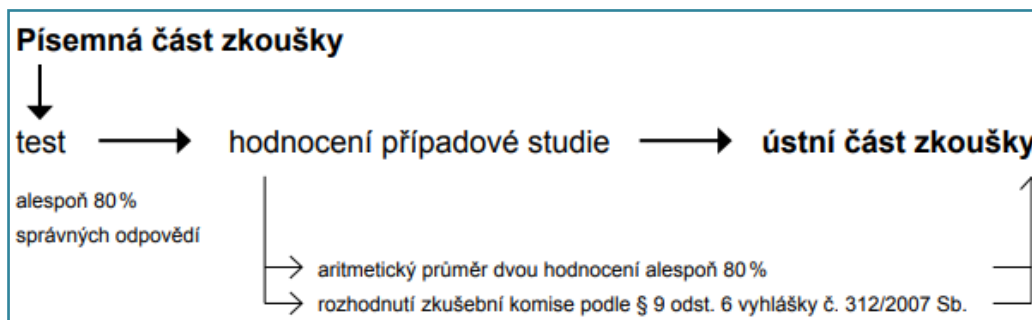 Písemná část zkoušky
test hodnocení případové studie ústní část zkoušky
alespoň 80 %
správných odpovědí
aritmetický průměr dvou hodnocení alespoň 80 %
rozhodnutí zkušební komise podle § 9 odst. 6 vyhlášky č. 312/2007 Sb.